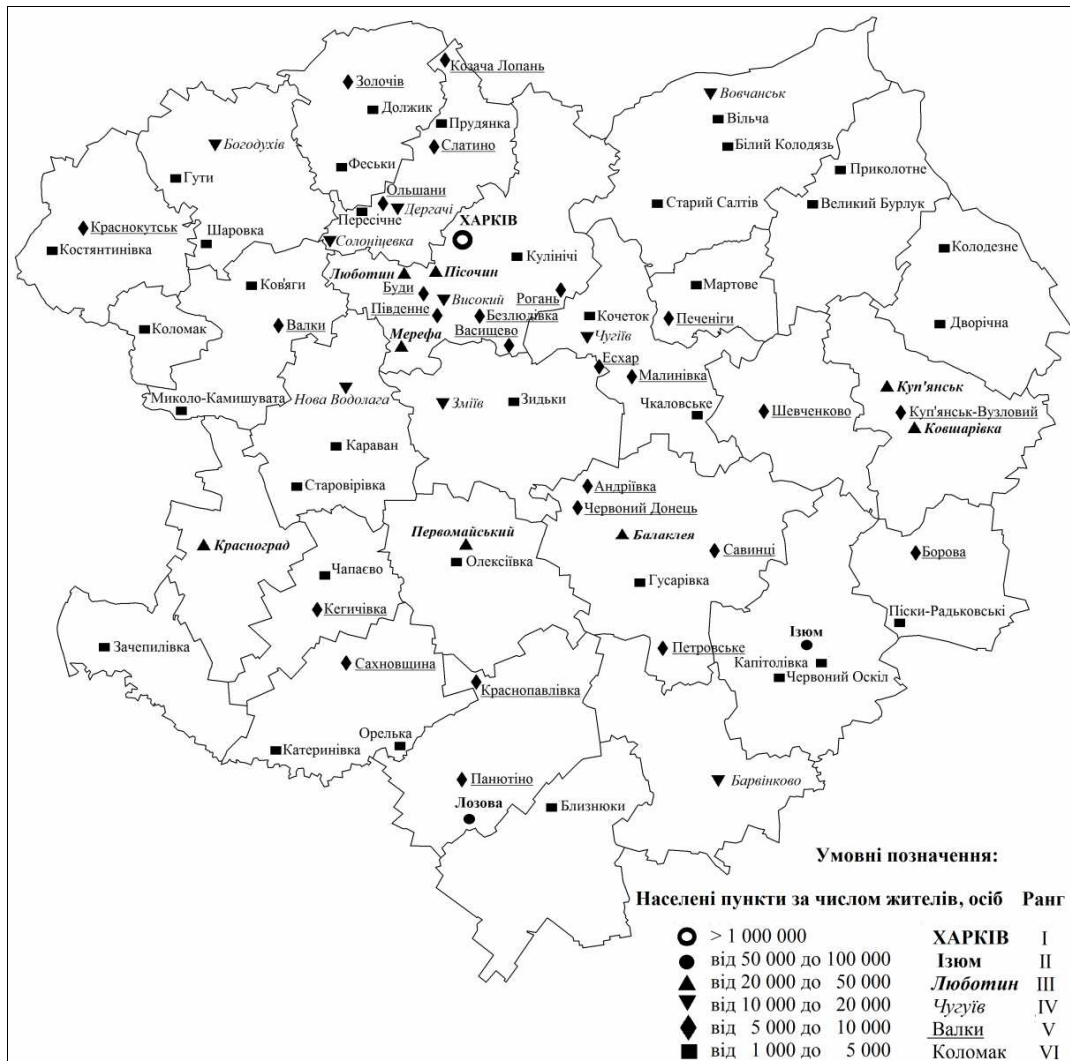 Козача Лопань
Золочів
Должик
Вовчанськ
Вільча
Прудянка
Богодухів
Слатино
Білий Колодязь
Феськи
Приколотне
Гути
Ольшани
Дергачі
Старий Салтів
Великий Бурлук
Пересічне
ХАРКІВ
Краснокутськ
Шаровка
Солоніцевка
Костянтинівка
Кулінічі
Колодезне
Люботин
Пісочин
Ков'яги
Буди
Високий
Рогань
Мартове
Південне
Безлюдівка
Кочеток
Печеніги
Коломак
Валки
Дворічна
Васищево
Чугіїв
Мерефа
Есхар
Малинівка
Куп'янськ
Миколо-Камишувата
Нова Водолага
Зміїв
Зидьки
Чкаловське
Шевченково
Куп'янськ-Вузловий
Ковшарівка
Караван
Старовірівка
Андріївка
Червоний Донець
Первомайський
Балаклея
Красноград
Савинці
Борова
Олексіївка
Чапаєво
Гусарівка
Кегичівка
Піски-Радьковські
Зачепилівка
Ізюм
Петровське
Сахновщина
Капітолівка
Червоний Оскіл
Краснопавлівка
Орелька
Катеринівка
Панютіно
Барвінково
Лозова
Близнюки
Умовні позначення:
Населені пункти за числом жителів, осіб Ранг
> 1 000 000 ХАРКІВ I
від 50 000 до 100 000 Ізюм II
від 20 000 до 50 000 Люботин III
від 10 000 до 20 000 Чугуїв IV
від 5 000 до 10 000 Валки V
від 1 000 до 5 000 Коломак VI